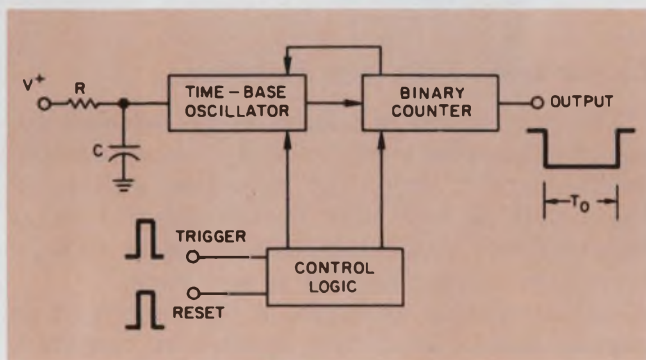 V+
R
C
TIME-BASE
OSCILLATOR
BINARY
COUNTER
OUTPUT
T0
TRIGGER
RESET
CONTROL
LOGIC